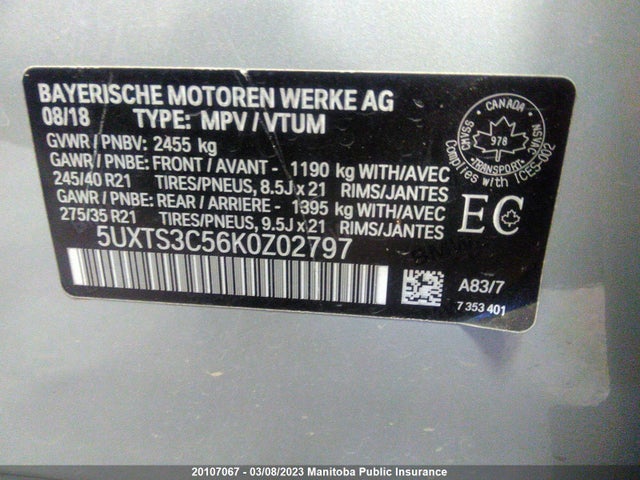 BAYERISCHE MOTOREN WERKE AG
08/18 TYPE: MPV / VTUM
GVWR / PNBV: 2455 kg
GAWR / PNBE: FRONT / AVANT - 1190 kg WITH/AVEC
245/40 R21 TIRES/PNEUS, 8.5J x 21 RIMS/JANTES
GAWR / PNBE: REAR / ARRIERE - 1395 kg WITH/AVEC
275/35 R21 TIRES/PNEUS, 9.5J x 21 RIMS/JANTES
5UXTS3C56K0Z02797
CANADA
CMVSS
NSVAC
978
TRANSPORT
Complies with ICES-002
EC
A83/7
7 353 401
20107067 - 03/08/2023 Manitoba Public Insurance